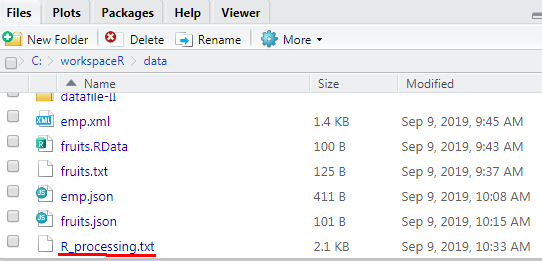 Files Plots Packages Help Viewer
New Folder Delete Rename More
C: workspaceR data
Name Size Modified
datafile-II
emp.xml 1.4 KB Sep 9, 2019, 9:45 AM
fruits.RData 100 B Sep 9, 2019, 9:43 AM
fruits.txt 125 B Sep 9, 2019, 9:37 AM
emp.json 411 B Sep 9, 2019, 10:08 AM
fruits.json 101 B Sep 9, 2019, 10:15 AM
R_processing.txt 2.1 KB Sep 9, 2019, 10:33 AM